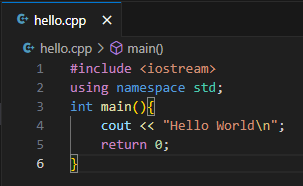 hello.cpp
hello.cpp > main()
1 #include <iostream>
2 using namespace std;
3 int main(){
4     cout << "Hello World\n";
5     return 0;
6 }